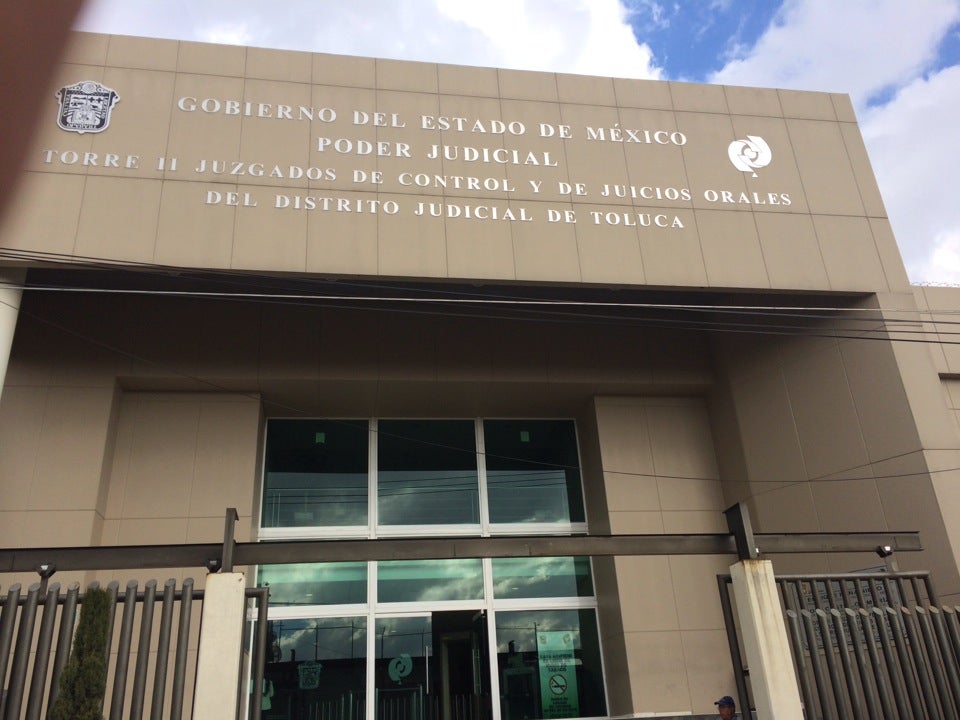 GOBIERNO DEL ESTADO DE MÉXICO
PODER JUDICIAL
TORRE II JUZGADOS DE CONTROL Y DE JUICIOS ORALES
DEL DISTRITO JUDICIAL DE TOLUCA